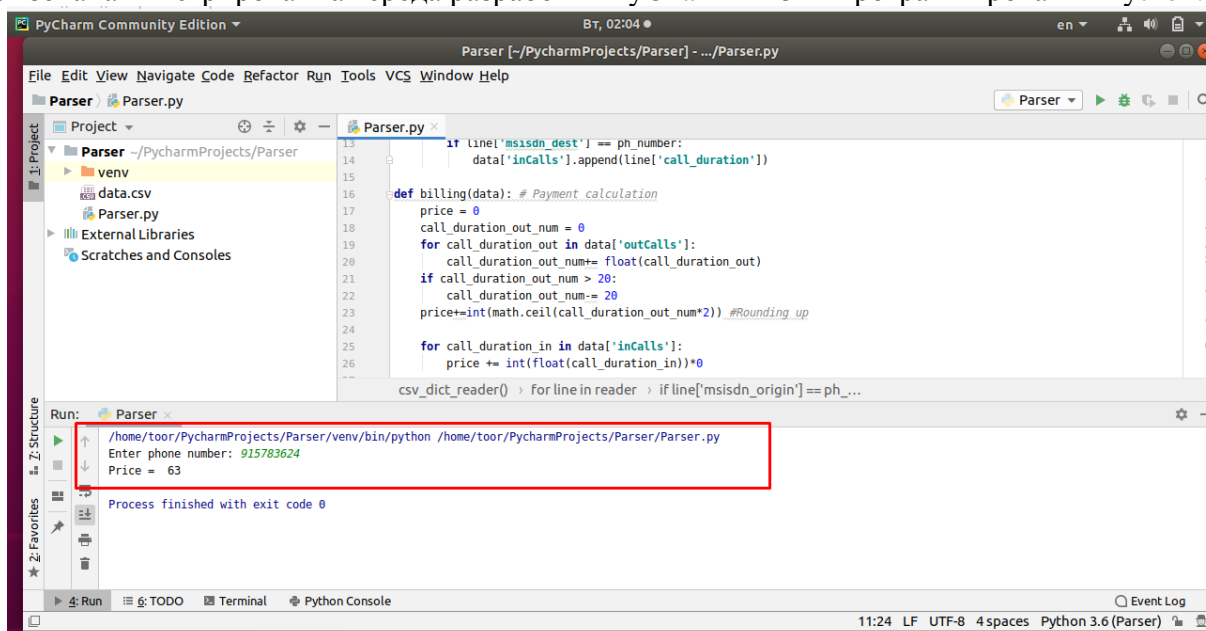 PyCharm Community Edition
Вт, 02:04
en
Parser [~/PycharmProjects/Parser] - .../Parser.py
File Edit View Navigate Code Refactor Run Tools VCS Window Help
Parser Parser.py
Parser
1: Project
Project
Parser ~/PycharmProjects/Parser
venv
data.csv
Parser.py
External Libraries
Scratches and Consoles
Parser.py
13 if line['msisdn_dest'] == ph_number:
14 data['inCalls'].append(line['call_duration'])
15
16 def billing(data): # Payment calculation
17 price = 0
18 call_duration_out_num = 0
19 for call_duration_out in data['outCalls']:
20 call_duration_out_num+= float(call_duration_out)
21 if call_duration_out_num > 20:
22 call_duration_out_num-= 20
23 price+=int(math.ceil(call_duration_out_num*2)) #Rounding up
24
25 for call_duration_in in data['inCalls']:
26 price += int(float(call_duration_in))*0
csv_dict_reader() › for line in reader › if line['msisdn_origin'] == ph_...
7: Structure
2: Favorites
Run: Parser
/home/toor/PycharmProjects/Parser/venv/bin/python /home/toor/PycharmProjects/Parser/Parser.py
Enter phone number: 915783624
Price = 63
Process finished with exit code 0
4: Run 6: TODO Terminal Python Console Event Log
11:24 LF UTF-8 4 spaces Python 3.6 (Parser)